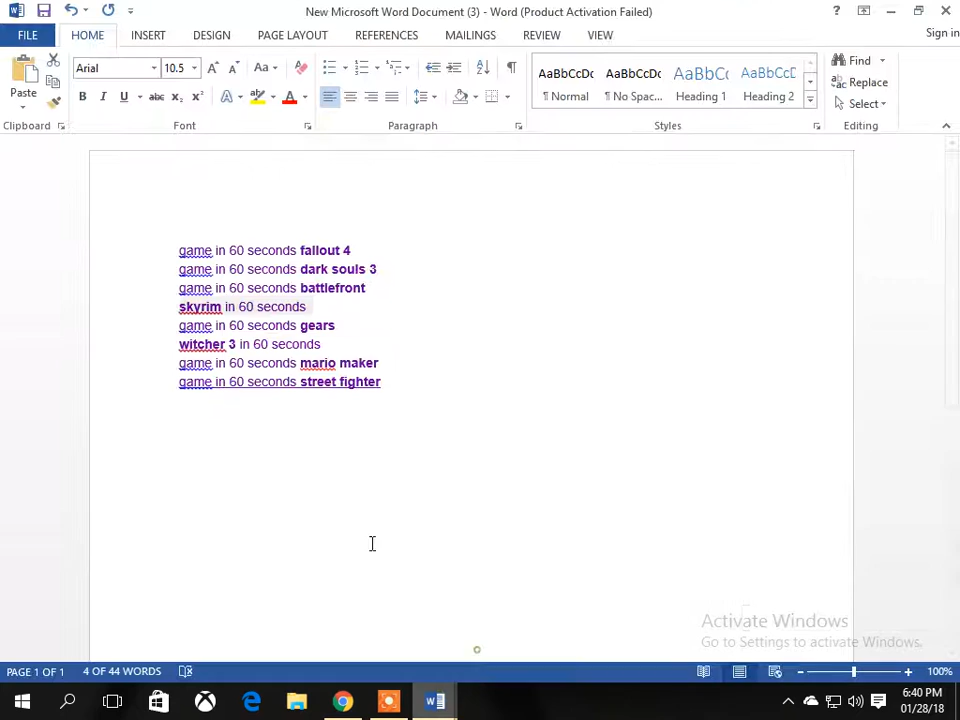 New Microsoft Word Document (3) - Word (Product Activation Failed)
?
FILE HOME INSERT DESIGN PAGE LAYOUT REFERENCES MAILINGS REVIEW VIEW Sign in
Paste
Arial 10.5 Aa
B I U abc x₂ x² A A
AaBbCcDc AaBbCcDc AaBbC AaBbCcD
¶ Normal ¶ No Spac... Heading 1 Heading 2
Find
Replace
Select
Clipboard Font Paragraph Styles Editing
game in 60 seconds fallout 4
game in 60 seconds dark souls 3
game in 60 seconds battlefront
skyrim in 60 seconds
game in 60 seconds gears
witcher 3 in 60 seconds
game in 60 seconds mario maker
game in 60 seconds street fighter
Activate Windows
Go to Settings to activate Windows.
PAGE 1 OF 1 4 OF 44 WORDS 100%
6:40 PM
01/28/18